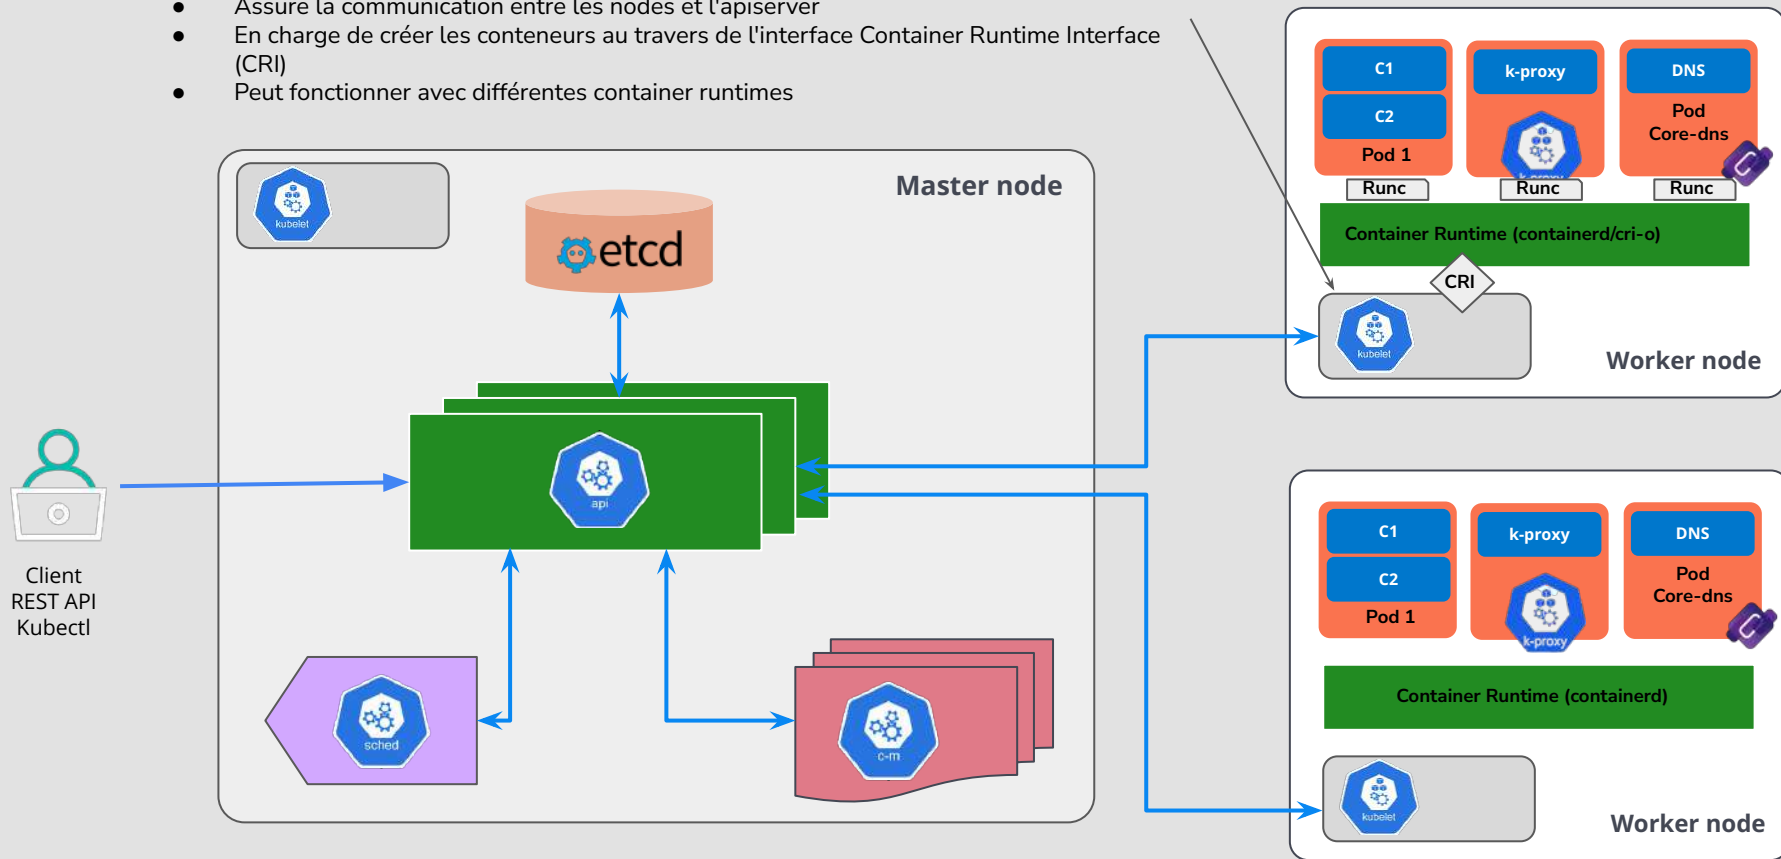 ● Assure la communication entre les nodes et l'apiserver
● En charge de créer les conteneurs au travers de l'interface Container Runtime Interface
(CRI)
● Peut fonctionner avec différentes container runtimes
Master node
kubelet
etcd
api
sched
c-m
Client
REST API
Kubectl
C1
C2
Pod 1
k-proxy
k-proxy
DNS
Pod
Core-dns
Runc
Runc
Runc
Container Runtime (containerd/cri-o)
CRI
kubelet
Worker node
C1
C2
Pod 1
k-proxy
k-proxy
DNS
Pod
Core-dns
Container Runtime (containerd)
kubelet
Worker node